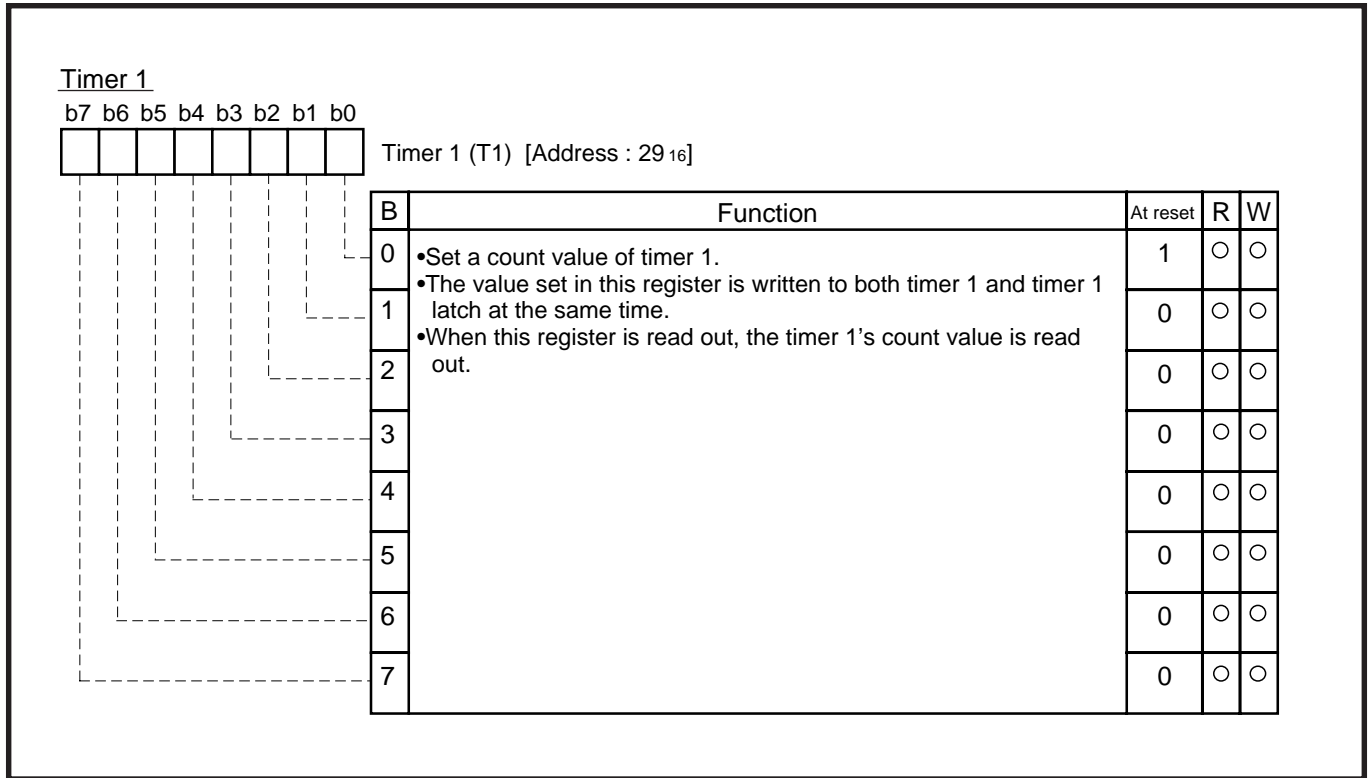 Timer 1
b7 b6 b5 b4 b3 b2 b1 b0
Timer 1 (T1) [Address : 29 16]
B Function At reset R W
0 •Set a count value of timer 1. 1 ○ ○
•The value set in this register is written to both timer 1 and timer 1
1 latch at the same time. 0 ○ ○
•When this register is read out, the timer 1’s count value is read
2 out. 0 ○ ○
3 0 ○ ○
4 0 ○ ○
5 0 ○ ○
6 0 ○ ○
7 0 ○ ○